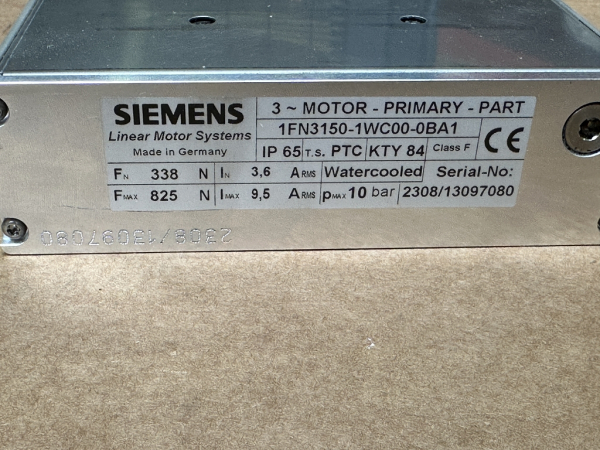 SIEMENS
Linear Motor Systems
Made in Germany
3 ~ MOTOR - PRIMARY - PART
1FN3150-1WC00-0BA1
IP 65 T.S. PTC KTY 84 Class F CE
FN 338 N IN 3,6 ARMS Watercooled Serial-No:
FMAX 825 N IMAX 9,5 ARMS pMAX 10 bar 2308/13097080
2308/13097080